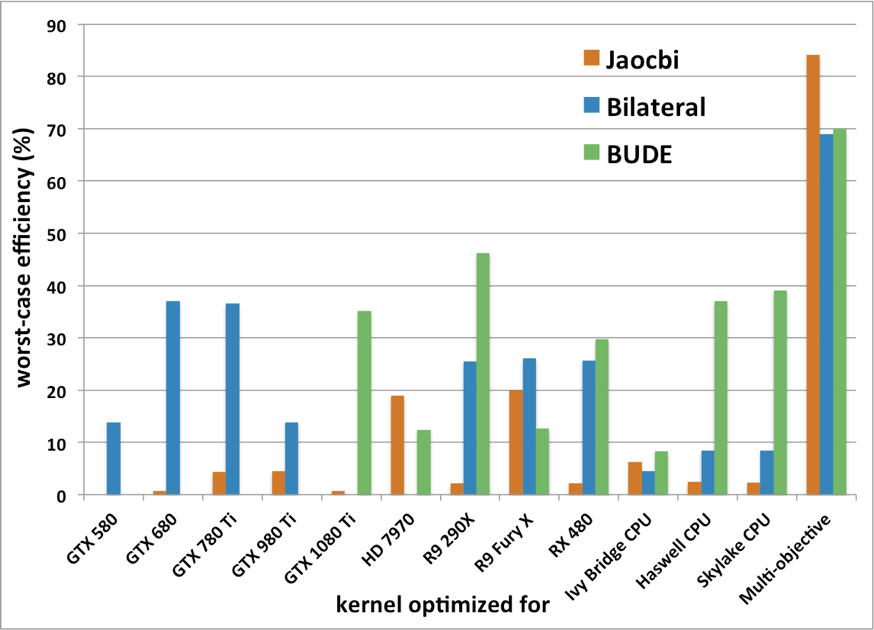 90
80
70
60
50
40
30
20
10
0
worst-case efficiency (%)
Jaocbi
Bilateral
BUDE
GTX 580
GTX 680
GTX 780 Ti
GTX 980 Ti
GTX 1080 Ti
HD 7970
R9 290X
R9 Fury X
RX 480
Ivy Bridge CPU
Haswell CPU
Skylake CPU
Multi-objective
kernel optimized for